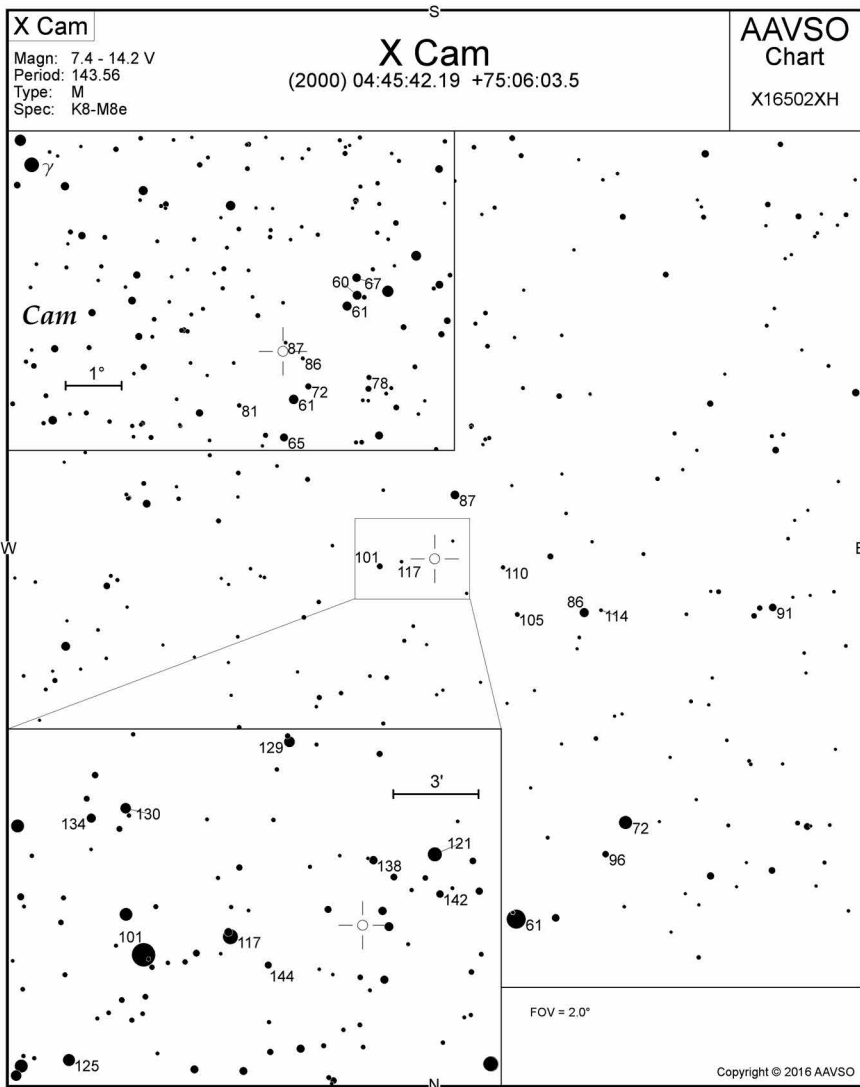 S
X Cam
Magn: 7.4 - 14.2 V
Period: 143.56
Type: M
Spec: K8-M8e
X Cam
(2000) 04:45:42.19 +75:06:03.5
AAVSO
Chart
X16502XH
γ
60
67
61
Cam
87
86
1°
72
78
61
81
65
87
W
E
101
117
110
86
114
91
105
129
3'
130
134
121
138
142
72
96
101
117
61
144
125
FOV = 2.0°
N
Copyright © 2016 AAVSO